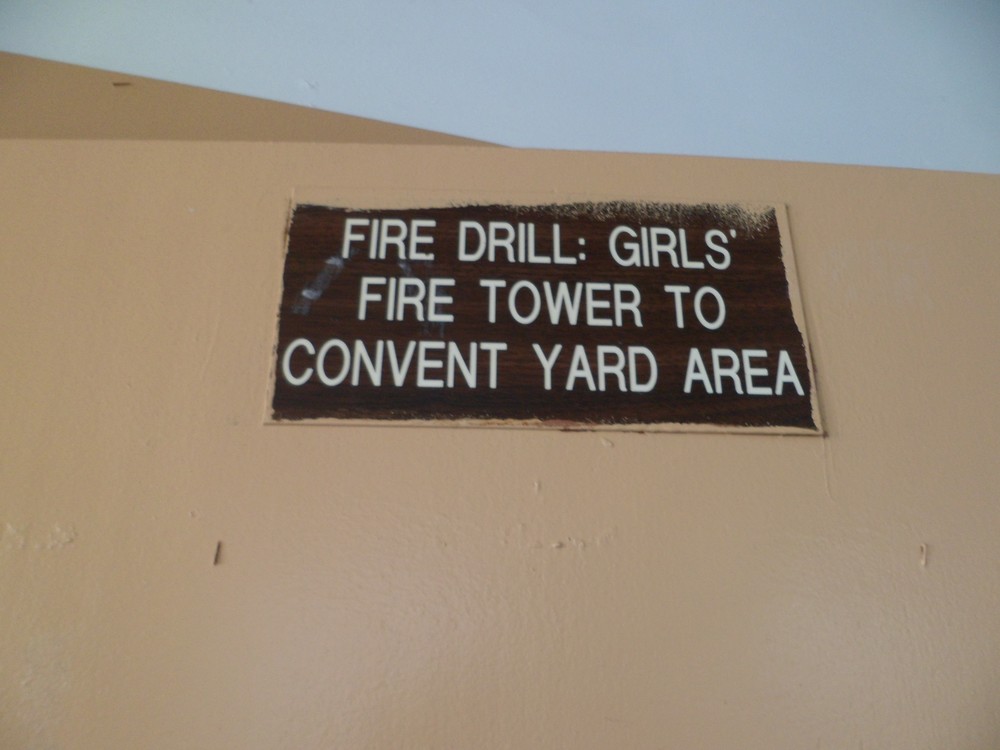 FIRE DRILL: GIRLS'
FIRE TOWER TO
CONVENT YARD AREA